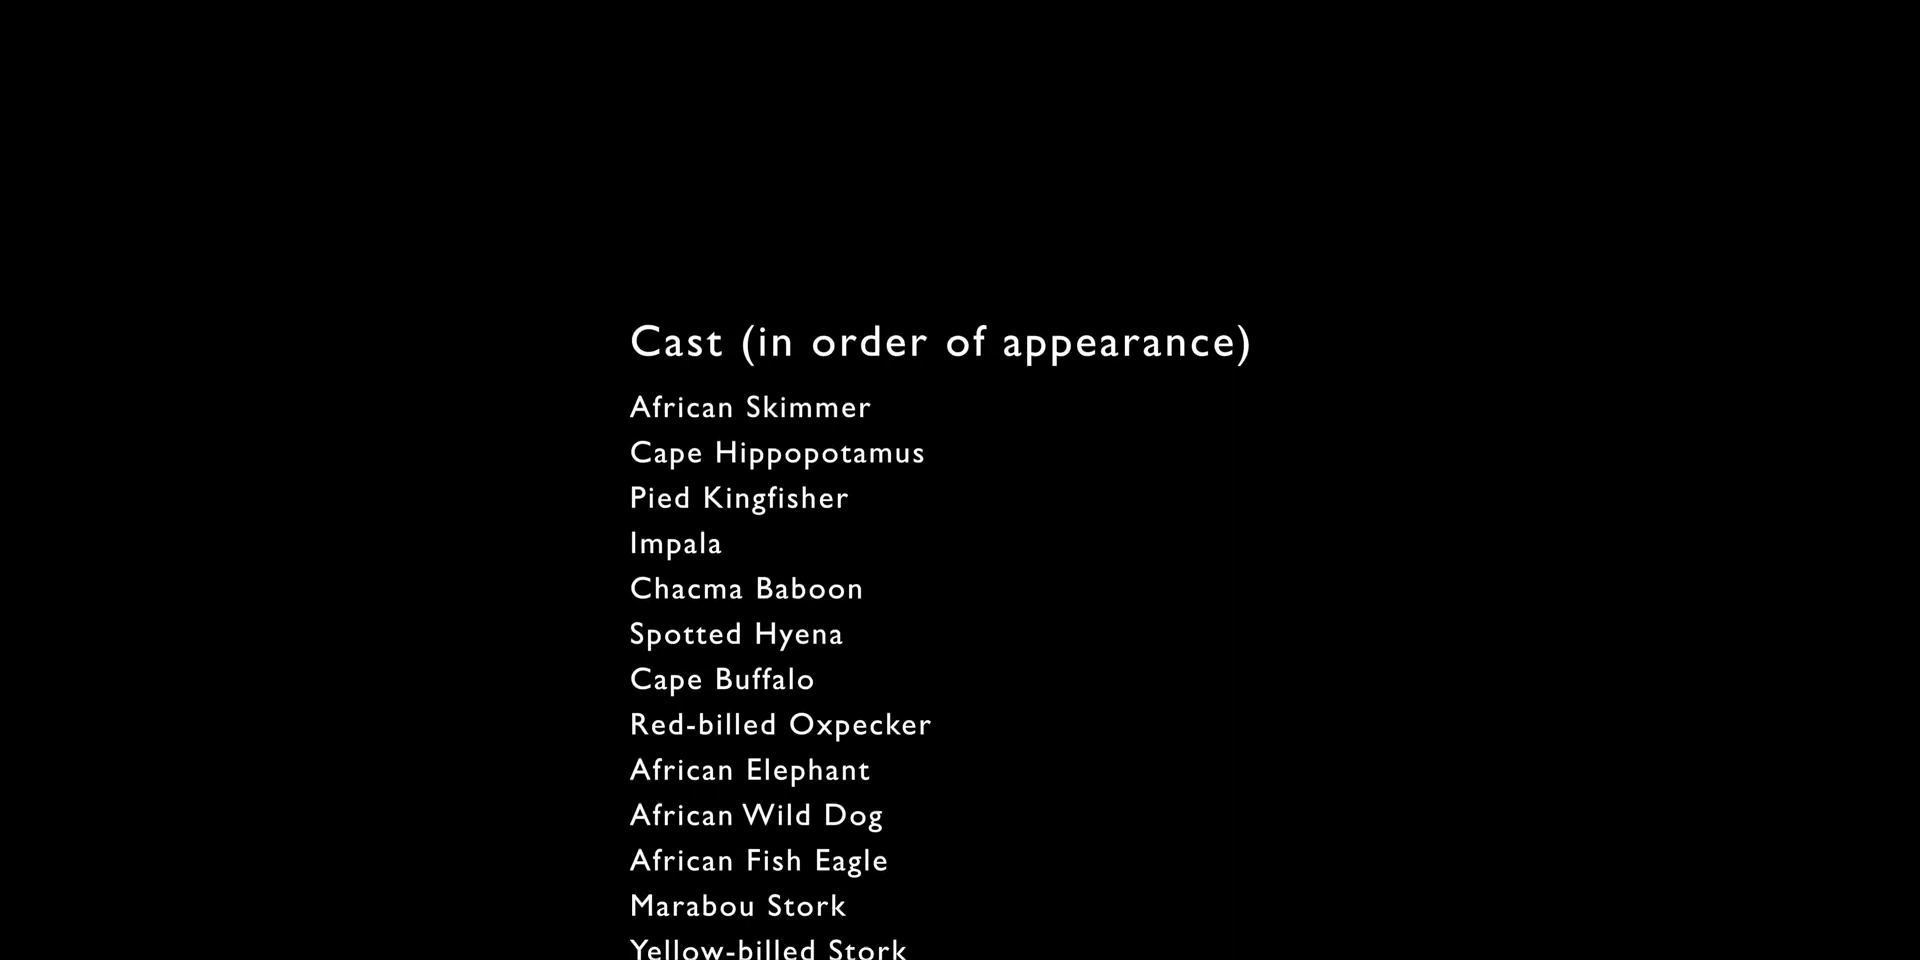 Cast (in order of appearance)
African Skimmer
Cape Hippopotamus
Pied Kingfisher
Impala
Chacma Baboon
Spotted Hyena
Cape Buffalo
Red-billed Oxpecker
African Elephant
African Wild Dog
African Fish Eagle
Marabou Stork
Yellow-billed Stork